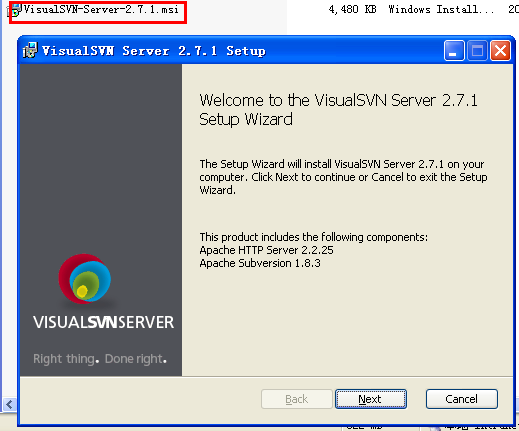 VisualSVN-Server-2.7.1.msi 4,480 KB Windows Install... 20
VisualSVN Server 2.7.1 Setup
Welcome to the VisualSVN Server 2.7.1
Setup Wizard
The Setup Wizard will install VisualSVN Server 2.7.1 on your
computer. Click Next to continue or Cancel to exit the Setup
Wizard.
This product includes the following components:
Apache HTTP Server 2.2.25
Apache Subversion 1.8.3
VISUALSVNSERVER
Right thing. Done right.
Back Next Cancel